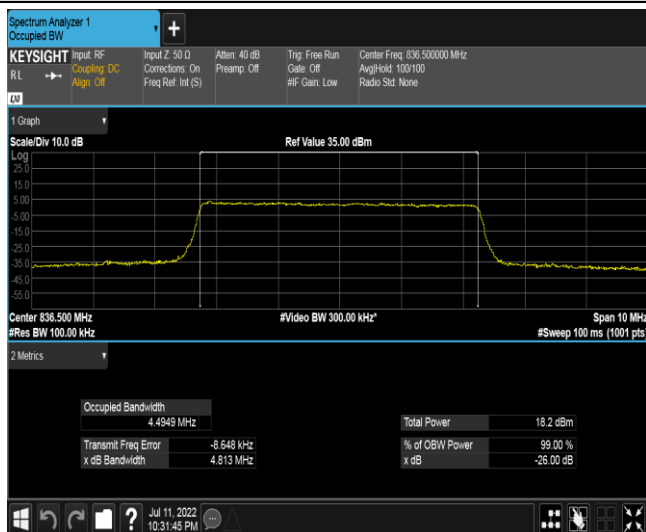 Spectrum Analyzer 1
Occupied BW
+
KEYSIGHT
RL
LXI
Input: RF
Coupling: DC
Align: Off
Input Z: 50 Ω
Corrections: On
Freq Ref: Int (S)
Atten: 40 dB
Preamp: Off
Trig: Free Run
Gate: Off
#IF Gain: Low
Center Freq: 836.500000 MHz
Avg|Hold: 100/100
Radio Std: None
1 Graph
Scale/Div 10.0 dB
Ref Value 35.00 dBm
Log
25.0
15.0
5.00
-5.00
-15.0
-25.0
-35.0
-45.0
-55.0
Center 836.500 MHz
#Video BW 300.00 kHz*
Span 10 MHz
#Res BW 100.00 kHz
#Sweep 100 ms (1001 pts)
2 Metrics
Occupied Bandwidth
4.4949 MHz
Total Power 18.2 dBm
Transmit Freq Error -8.648 kHz
% of OBW Power 99.00 %
x dB Bandwidth 4.813 MHz
x dB -26.00 dB
?
Jul 11, 2022
10:31:45 PM